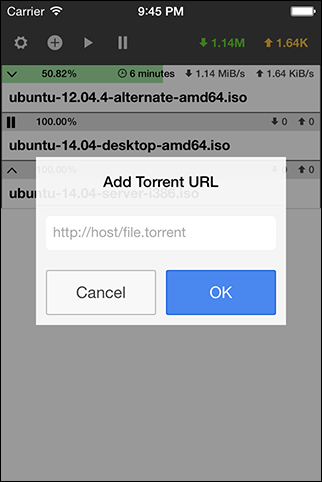 Carrier 9:45 PM
1.14M 1.64K
50.82% 6 minutes 1.14 MiB/s 1.64 KiB/s
ubuntu-12.04.4-alternate-amd64.iso
100.00% 0 0
ubuntu-14.04-desktop-amd64.iso
100.00% 0 0
ubuntu-14.04-server-i386.iso
Add Torrent URL
http://host/file.torrent
Cancel OK